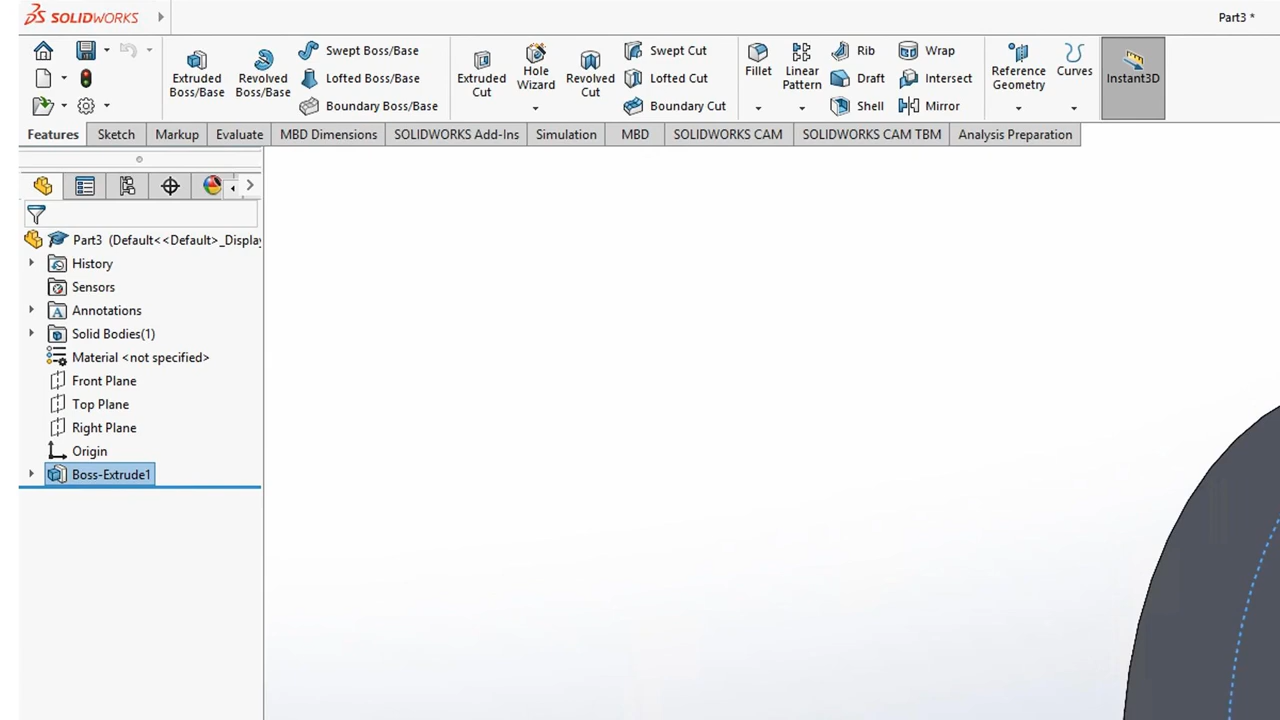 SOLIDWORKS
Part3 *
Extruded Boss/Base
Revolved Boss/Base
Swept Boss/Base
Lofted Boss/Base
Boundary Boss/Base
Extruded Cut
Hole Wizard
Revolved Cut
Swept Cut
Lofted Cut
Boundary Cut
Fillet
Linear Pattern
Rib
Draft
Shell
Wrap
Intersect
Mirror
Reference Geometry
Curves
Instant3D
Features
Sketch
Markup
Evaluate
MBD Dimensions
SOLIDWORKS Add-Ins
Simulation
MBD
SOLIDWORKS CAM
SOLIDWORKS CAM TBM
Analysis Preparation
Part3 (Default<<Default>_Display
History
Sensors
Annotations
Solid Bodies(1)
Material <not specified>
Front Plane
Top Plane
Right Plane
Origin
Boss-Extrude1